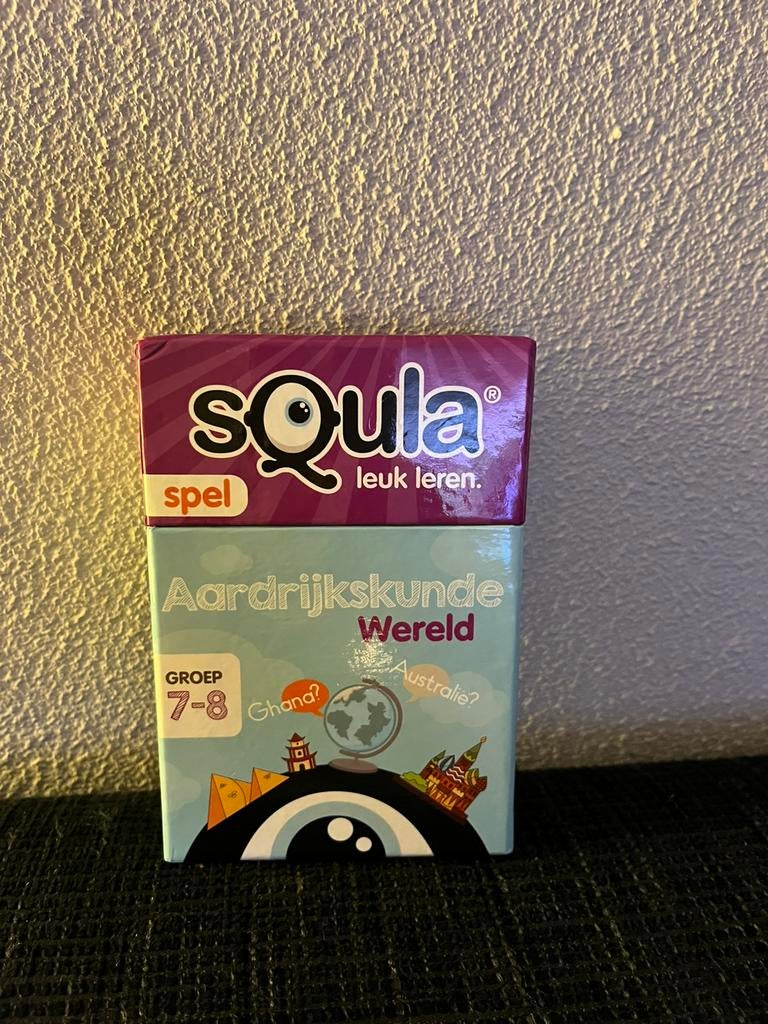 sQula®
leuk leren.
spel
Aardrijkskunde
Wereld
GROEP
7-8
Ghana?
Australië?